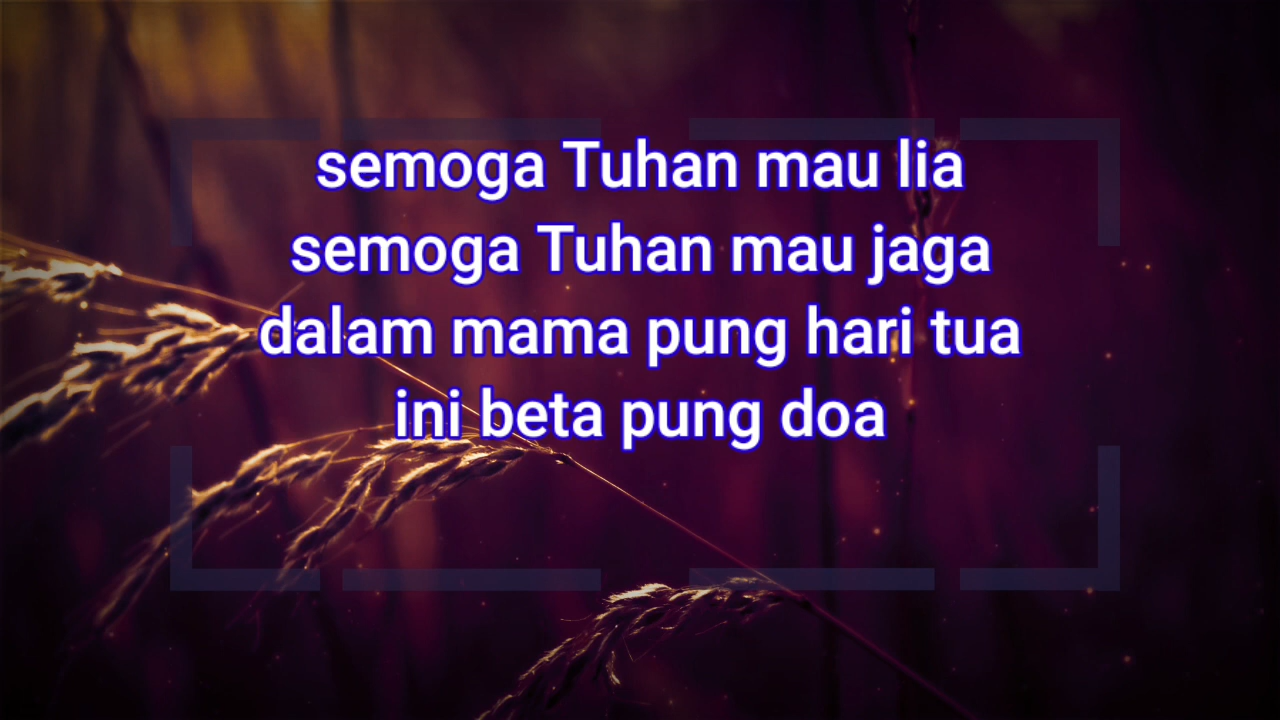 semoga Tuhan mau lia
semoga Tuhan mau jaga
dalam mama pung hari tua
ini beta pung doa